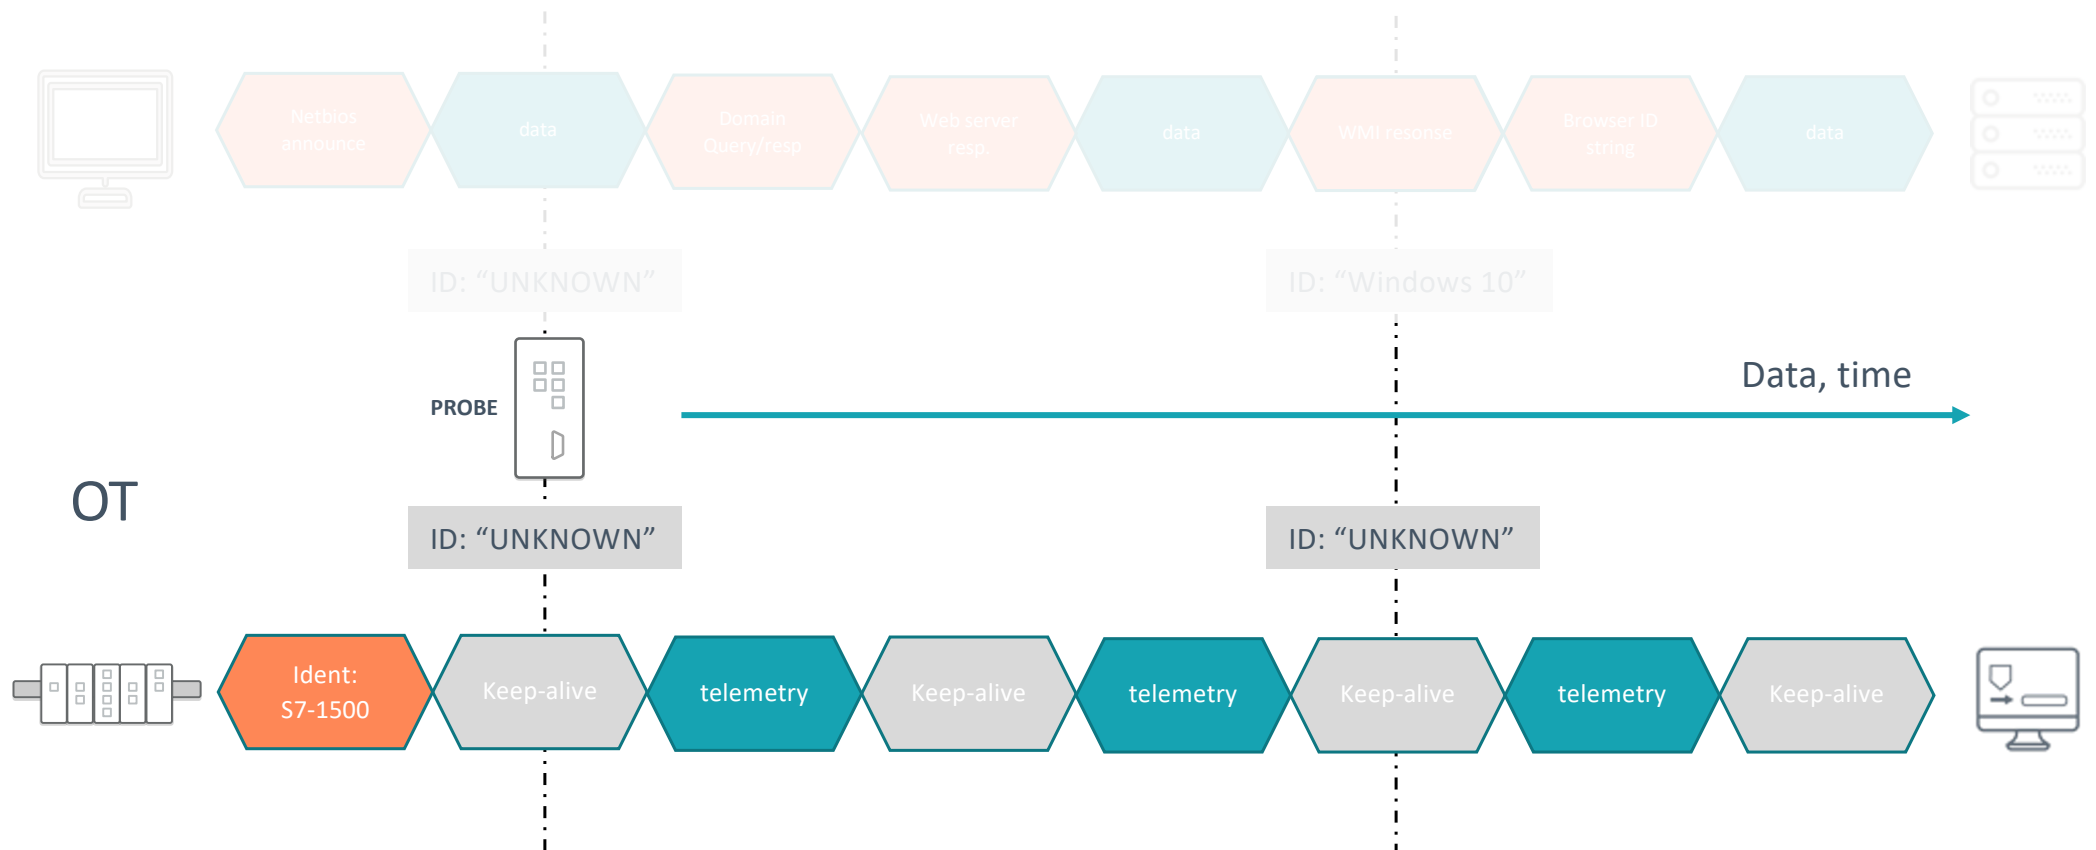 Netbios
announce
data
Domain
Query/resp
Web server
resp.
data
WMI resonse
Browser ID
string
data
ID: “UNKNOWN”
ID: “Windows 10”
PROBE
Data, time
OT
ID: “UNKNOWN”
ID: “UNKNOWN”
Ident:
S7-1500
Keep-alive
telemetry
Keep-alive
telemetry
Keep-alive
telemetry
Keep-alive